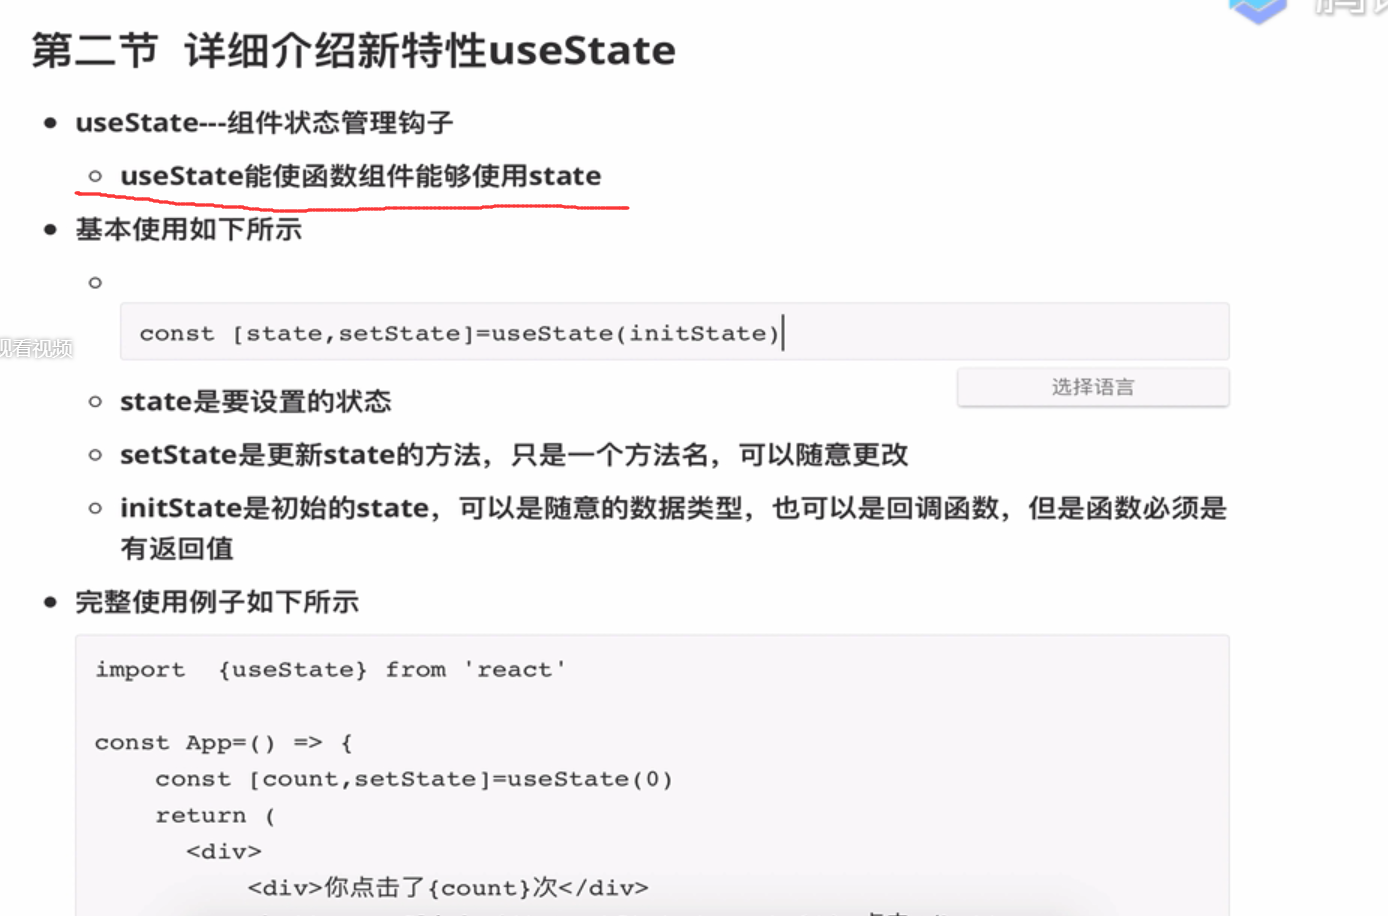 第二节 详细介绍新特性useState
useState---组件状态管理钩子
useState能使函数组件能够使用state
基本使用如下所示
const [state,setState]=useState(initState)
观看视频
选择语言
state是要设置的状态
setState是更新state的方法，只是一个方法名，可以随意更改
initState是初始的state，可以是随意的数据类型，也可以是回调函数，但是函数必须是
有返回值
完整使用例子如下所示
import {useState} from 'react'
const App=() => {
const [count,setState]=useState(0)
return (
<div>
<div>你点击了{count}次</div>